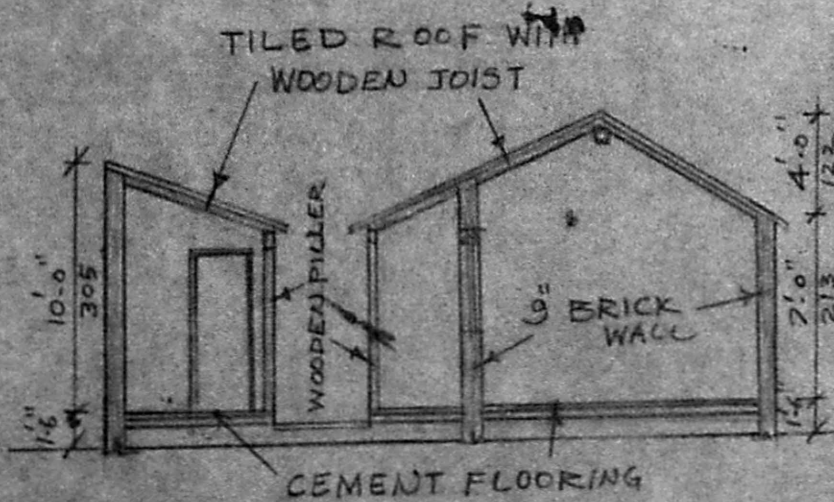 TILED ROOF WITH
WOODEN JOIST
10'-0"
305
1'-6"
WOODEN PILLER
9" BRICK
WALL
4'-0"
122
7'-0"
213
1'-6"
CEMENT FLOORING